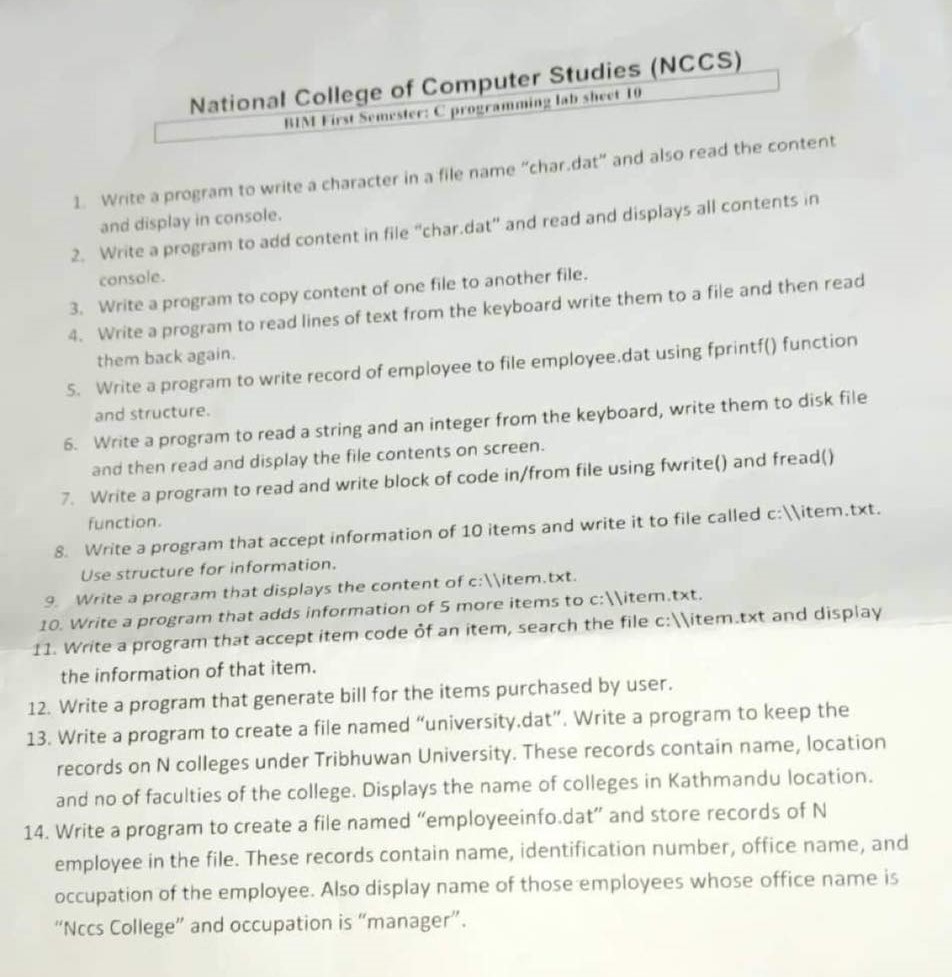 National College of Computer Studies (NCCS)
BIM First Semester: C programming lab sheet 10
1. Write a program to write a character in a file name "char.dat" and also read the content
and display in console.
2. Write a program to add content in file "char.dat" and read and displays all contents in
console.
3. Write a program to copy content of one file to another file.
4. Write a program to read lines of text from the keyboard write them to a file and then read
them back again.
5. Write a program to write record of employee to file employee.dat using fprintf() function
and structure.
6. Write a program to read a string and an integer from the keyboard, write them to disk file
and then read and display the file contents on screen.
7. Write a program to read and write block of code in/from file using fwrite() and fread()
function.
8. Write a program that accept information of 10 items and write it to file called c:\\item.txt.
Use structure for information.
9. Write a program that displays the content of c:\\item.txt.
10. Write a program that adds information of 5 more items to c:\\item.txt.
11. Write a program that accept item code of an item, search the file c:\\item.txt and display
the information of that item.
12. Write a program that generate bill for the items purchased by user.
13. Write a program to create a file named "university.dat". Write a program to keep the
records on N colleges under Tribhuwan University. These records contain name, location
and no of faculties of the college. Displays the name of colleges in Kathmandu location.
14. Write a program to create a file named "employeeinfo.dat" and store records of N
employee in the file. These records contain name, identification number, office name, and
occupation of the employee. Also display name of those employees whose office name is
"Nccs College" and occupation is "manager".